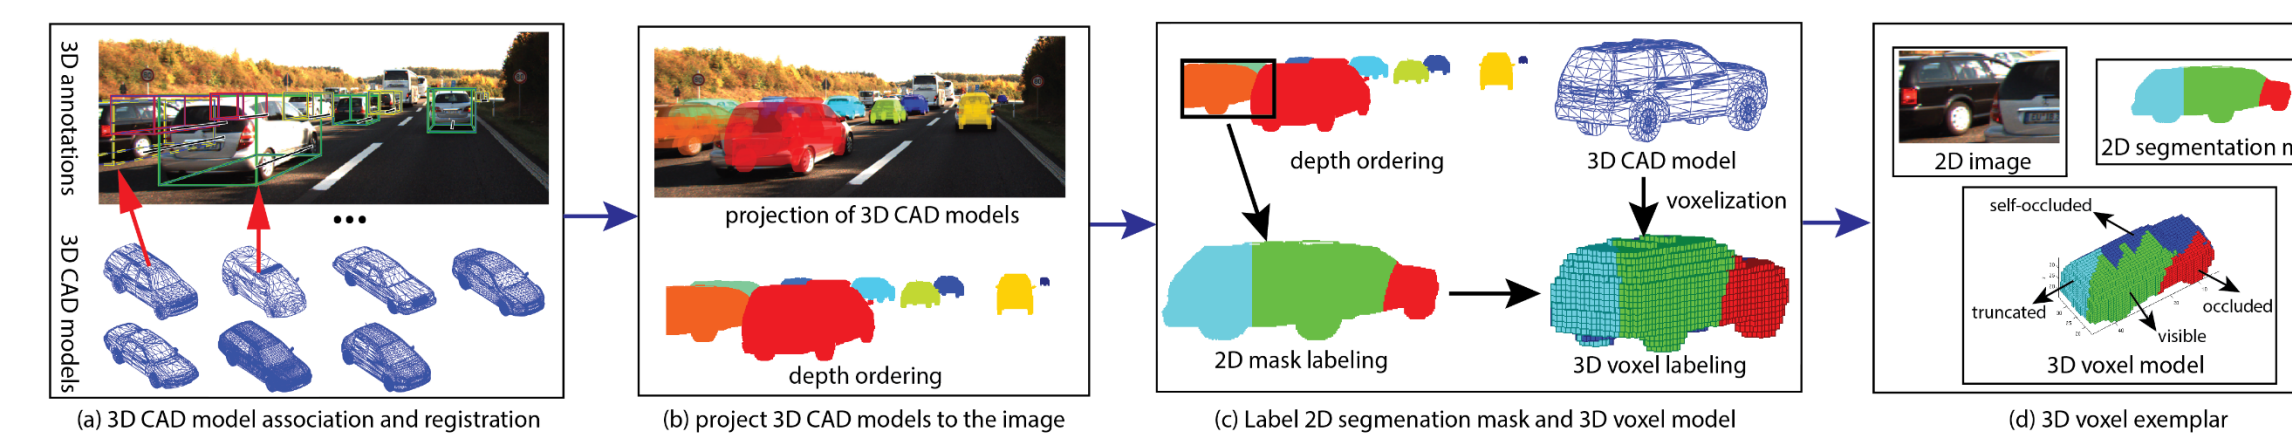 3D annotations
3D CAD models
(a) 3D CAD model association and registration
projection of 3D CAD models
depth ordering
(b) project 3D CAD models to the image
depth ordering
3D CAD model
voxelization
2D mask labeling
3D voxel labeling
(c) Label 2D segmenation mask and 3D voxel model
2D image
2D segmentation m
self-occluded
truncated
occluded
visible
3D voxel model
(d) 3D voxel exemplar